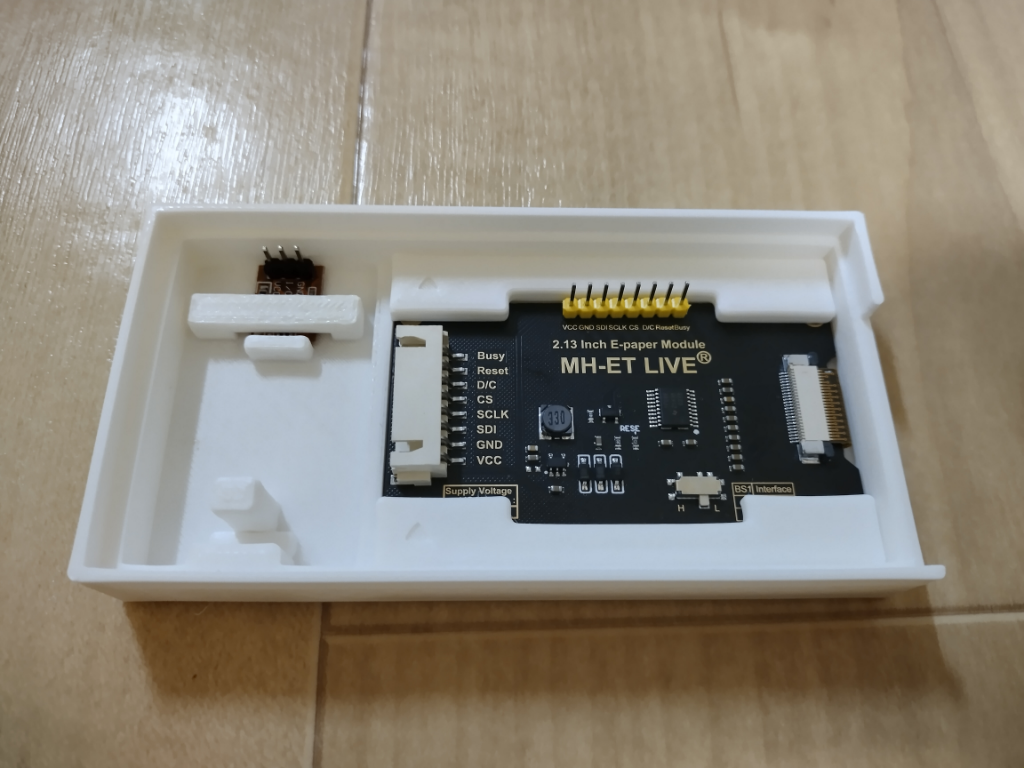 VCC GND SDI SCLK CS D/C Reset Busy
2.13 Inch E-paper Module
MH-ET LIVE®
Busy
Reset
D/C
CS
SCLK
SDI
GND
VCC
330
RESE
Supply Voltage
H L
BS1 Interface